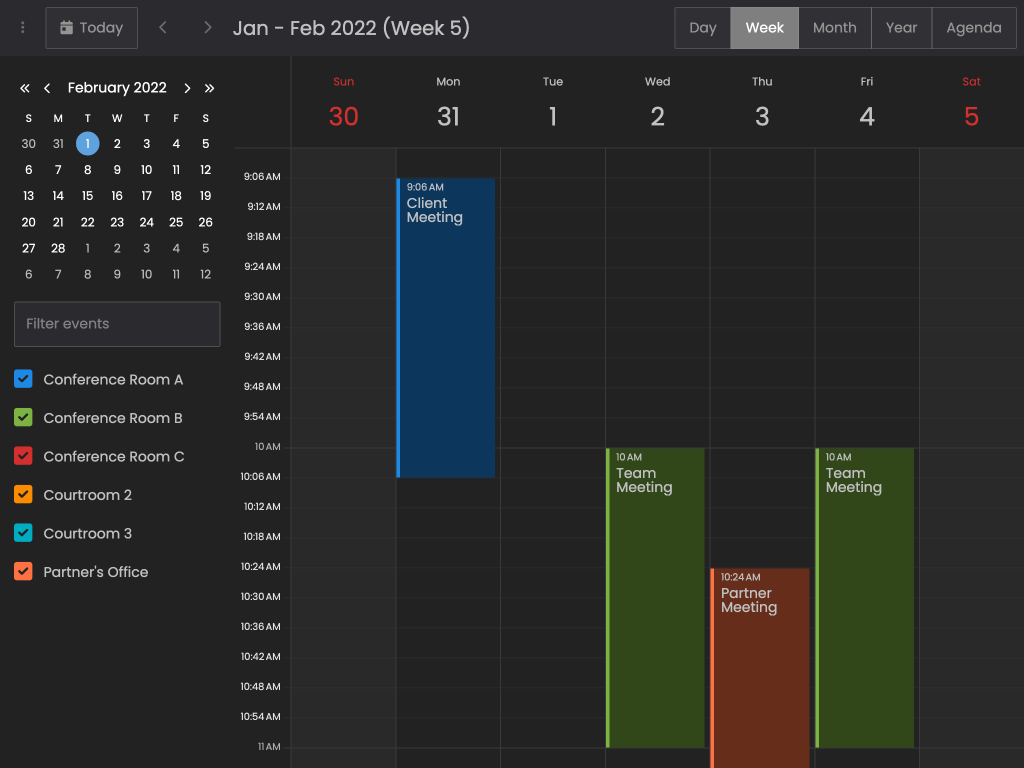 Today
Jan - Feb 2022 (Week 5)
Day Week Month Year Agenda
February 2022
S M T W T F S
30 31 1 2 3 4 5
6 7 8 9 10 11 12
13 14 15 16 17 18 19
20 21 22 23 24 25 26
27 28 1 2 3 4 5
6 7 8 9 10 11 12
Filter events
Conference Room A
Conference Room B
Conference Room C
Courtroom 2
Courtroom 3
Partner's Office
Sun Mon Tue Wed Thu Fri Sat
30 31 1 2 3 4 5
9:06 AM
9:12 AM
9:18 AM
9:24 AM
9:30 AM
9:36 AM
9:42 AM
9:48 AM
9:54 AM
10 AM
10:06 AM
10:12 AM
10:18 AM
10:24 AM
10:30 AM
10:36 AM
10:42 AM
10:48 AM
10:54 AM
11 AM
9:06 AM
Client
Meeting
10 AM
Team
Meeting
10:24 AM
Partner
Meeting
10 AM
Team
Meeting